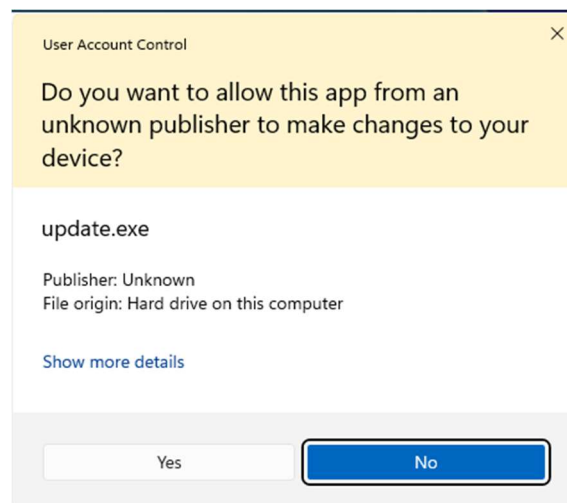 User Account Control
Do you want to allow this app from an
unknown publisher to make changes to your
device?
update.exe
Publisher: Unknown
File origin: Hard drive on this computer
Show more details
Yes
No